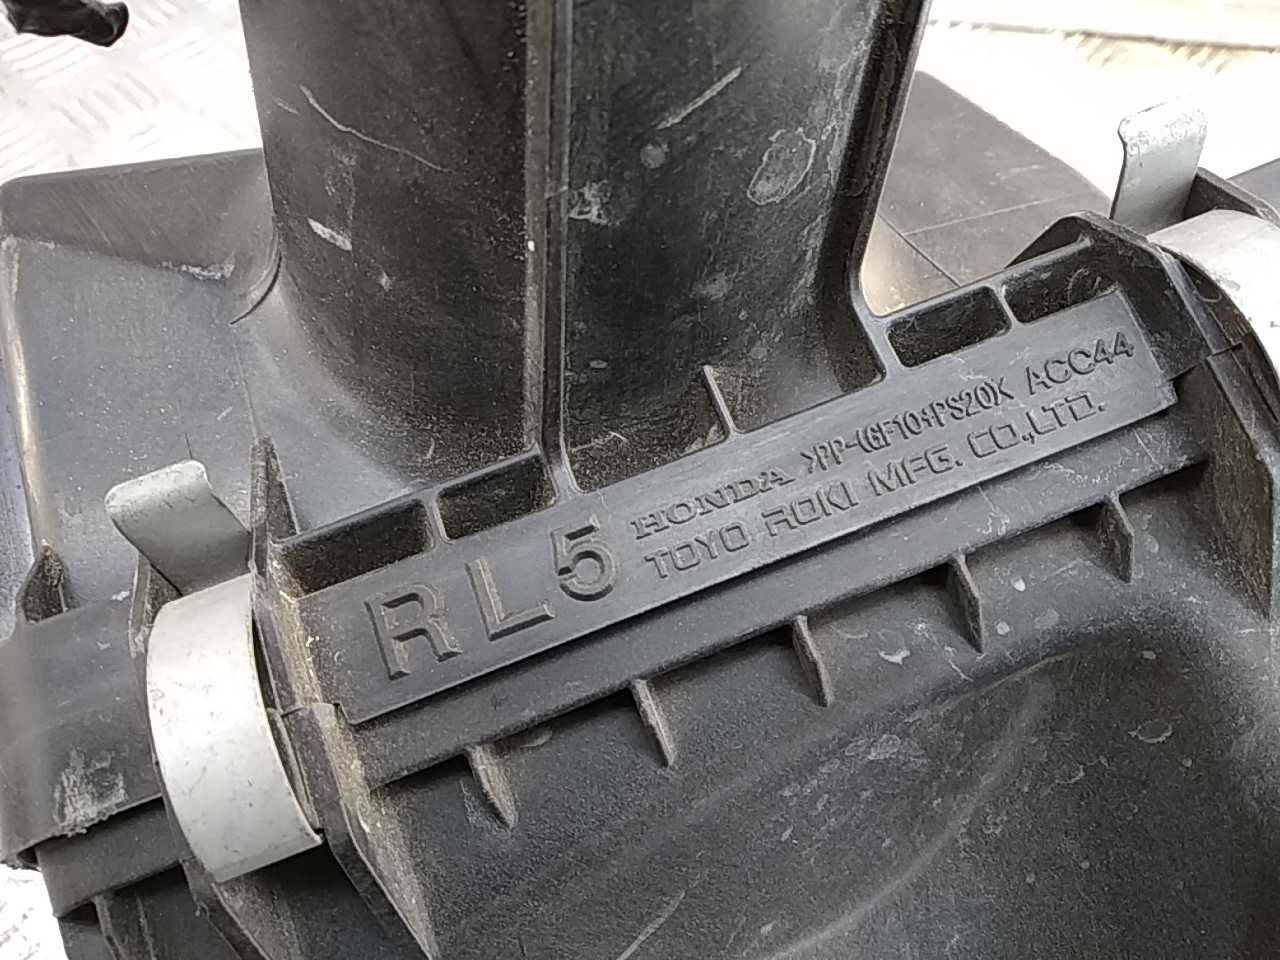 RL5
HONDA >PP-(GF10+PS20)< ACC44
TOYO ROKI MFG. CO.,LTD.